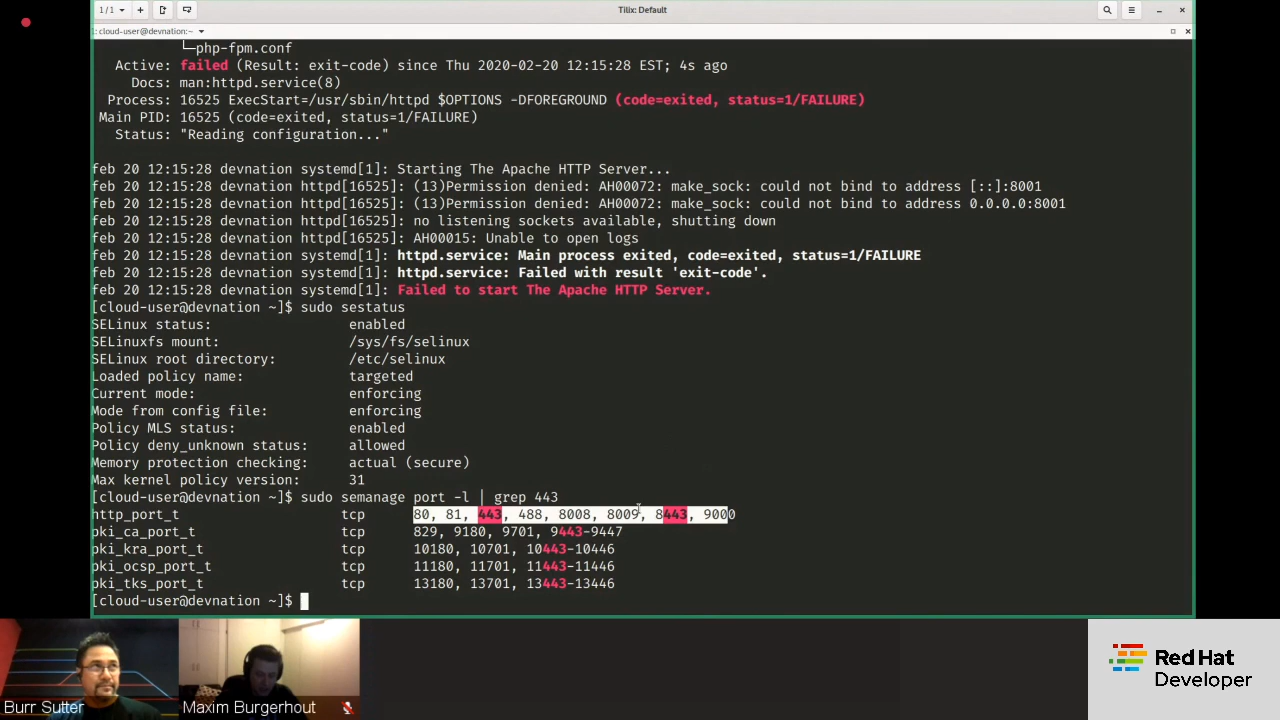 1 / 1
Tilix: Default
: cloud-user@devnation:~
└─php-fpm.conf
Active: failed (Result: exit-code) since Thu 2020-02-20 12:15:28 EST; 4s ago
Docs: man:httpd.service(8)
Process: 16525 ExecStart=/usr/sbin/httpd $OPTIONS -DFOREGROUND (code=exited, status=1/FAILURE)
Main PID: 16525 (code=exited, status=1/FAILURE)
Status: "Reading configuration..."
feb 20 12:15:28 devnation systemd[1]: Starting The Apache HTTP Server...
feb 20 12:15:28 devnation httpd[16525]: (13)Permission denied: AH00072: make_sock: could not bind to address [::]:8001
feb 20 12:15:28 devnation httpd[16525]: (13)Permission denied: AH00072: make_sock: could not bind to address 0.0.0.0:8001
feb 20 12:15:28 devnation httpd[16525]: no listening sockets available, shutting down
feb 20 12:15:28 devnation httpd[16525]: AH00015: Unable to open logs
feb 20 12:15:28 devnation systemd[1]: httpd.service: Main process exited, code=exited, status=1/FAILURE
feb 20 12:15:28 devnation systemd[1]: httpd.service: Failed with result 'exit-code'.
feb 20 12:15:28 devnation systemd[1]: Failed to start The Apache HTTP Server.
[cloud-user@devnation ~]$ sudo sestatus
SELinux status: enabled
SELinuxfs mount: /sys/fs/selinux
SELinux root directory: /etc/selinux
Loaded policy name: targeted
Current mode: enforcing
Mode from config file: enforcing
Policy MLS status: enabled
Policy deny_unknown status: allowed
Memory protection checking: actual (secure)
Max kernel policy version: 31
[cloud-user@devnation ~]$ sudo semanage port -l | grep 443
http_port_t tcp 80, 81, 443, 488, 8008, 8009, 8443, 9000
pki_ca_port_t tcp 829, 9180, 9701, 9443-9447
pki_kra_port_t tcp 10180, 10701, 10443-10446
pki_ocsp_port_t tcp 11180, 11701, 11443-11446
pki_tks_port_t tcp 13180, 13701, 13443-13446
[cloud-user@devnation ~]$
Burr Sutter
Maxim Burgerhout
Red Hat
Developer